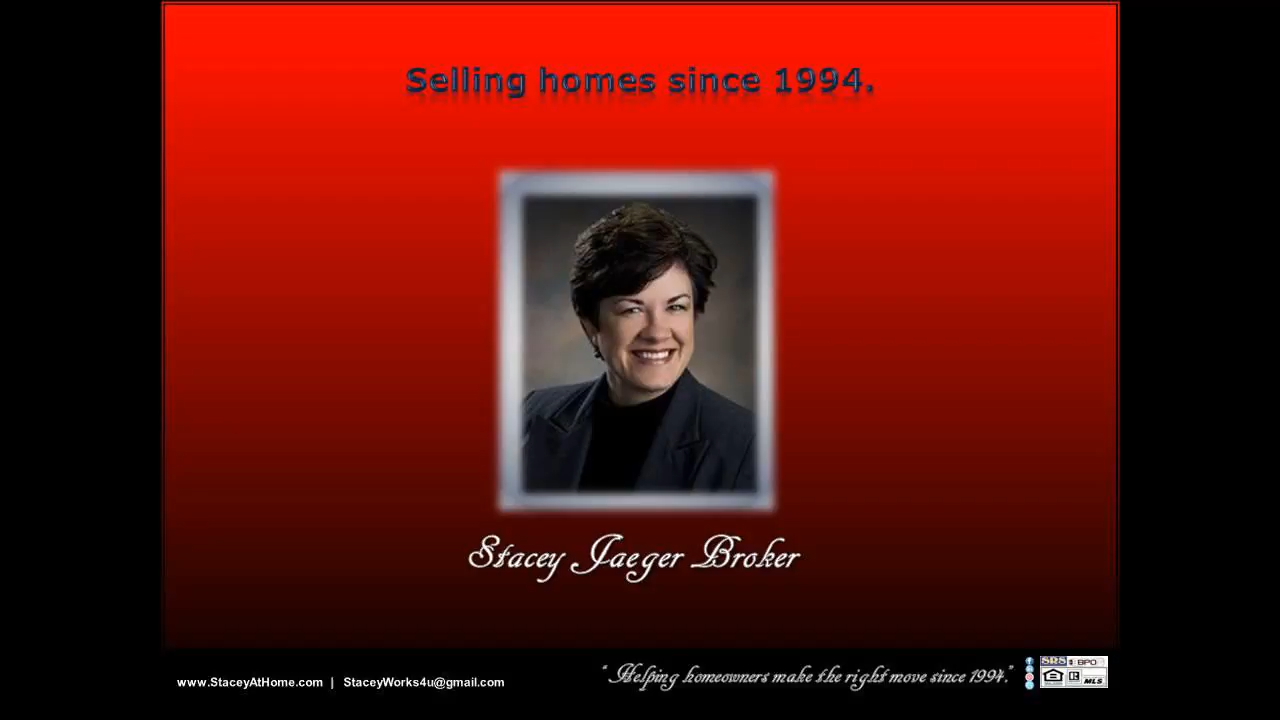 Selling homes since 1994.
Stacey Jaeger Broker
www.StaceyAtHome.com | StaceyWorks4u@gmail.com
“ Helping homeowners make the right move since 1994.”
SRS BPO
R MLS